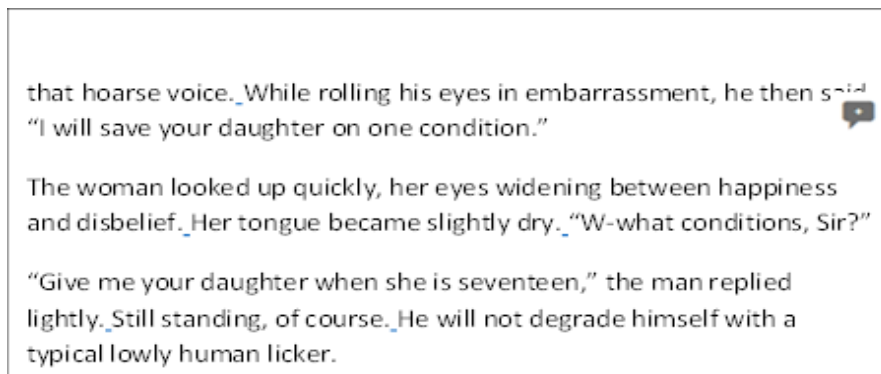 that hoarse voice. While rolling his eyes in embarrassment, he then said
“I will save your daughter on one condition.”
The woman looked up quickly, her eyes widening between happiness
and disbelief. Her tongue became slightly dry. “W-what conditions, Sir?”
“Give me your daughter when she is seventeen,” the man replied
lightly. Still standing, of course. He will not degrade himself with a
typical lowly human licker.